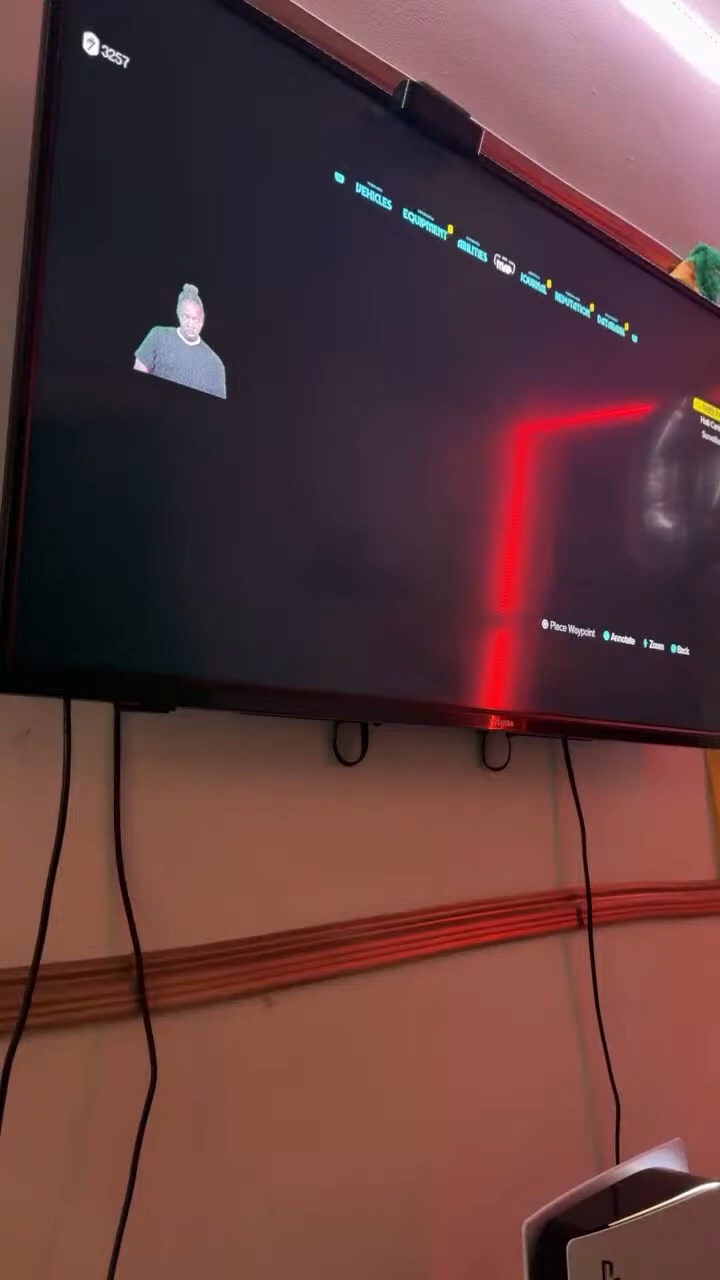 3257
VEHICLES
EQUIPMENT
ABILITIES
MAP
JOURNAL
REPUTATION
DATABANK
Place Waypoint
Annotate
Zoom
Back